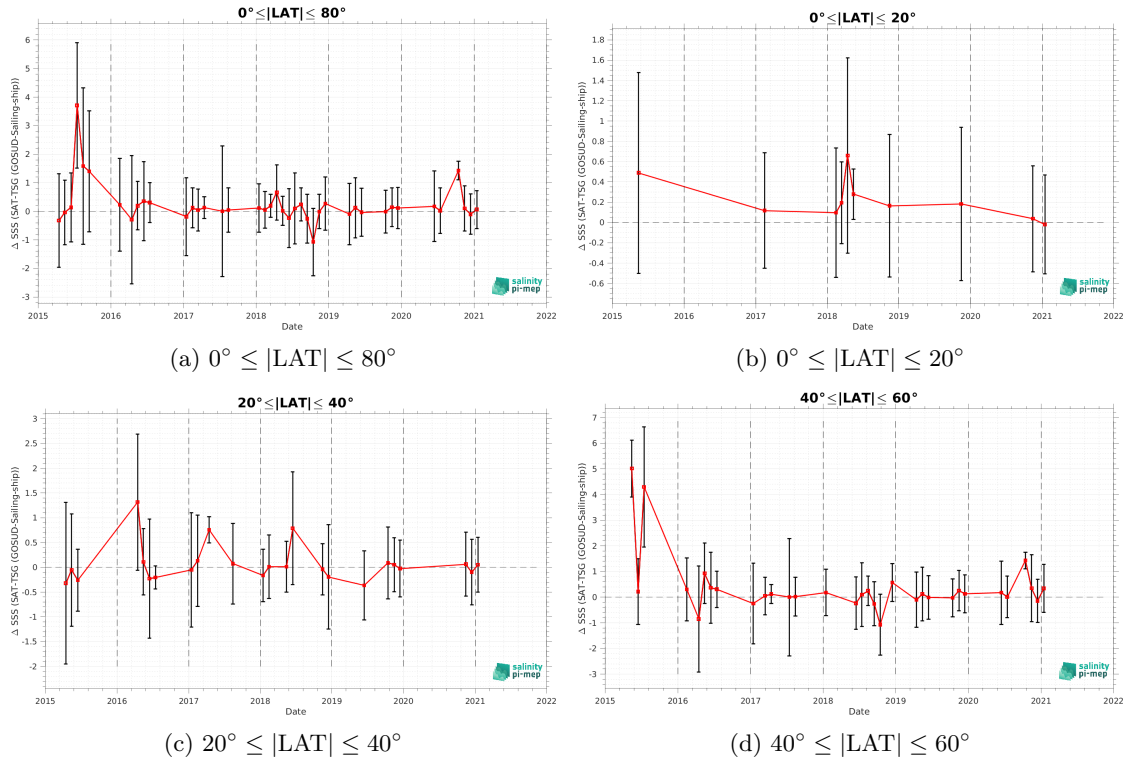 0°≤|LAT|≤ 80°
Δ SSS (SAT-TSG (GOSUD-Sailing-ship))
6
5
4
3
2
1
0
-1
-2
-3
2015 2016 2017 2018 2019 2020 2021 2022
Date
salinity
pi-mep
(a) 0° ≤ |LAT| ≤ 80°
0°≤|LAT|≤ 20°
Δ SSS (SAT-TSG (GOSUD-Sailing-ship))
1.8
1.6
1.4
1.2
1
0.8
0.6
0.4
0.2
0
-0.2
-0.4
-0.6
2015 2016 2017 2018 2019 2020 2021 2022
Date
salinity
pi-mep
(b) 0° ≤ |LAT| ≤ 20°
20°≤|LAT|≤ 40°
Δ SSS (SAT-TSG (GOSUD-Sailing-ship))
3
2.5
2
1.5
1
0.5
0
-0.5
-1
-1.5
-2
2015 2016 2017 2018 2019 2020 2021 2022
Date
salinity
pi-mep
(c) 20° ≤ |LAT| ≤ 40°
40°≤|LAT|≤ 60°
Δ SSS (SAT-TSG (GOSUD-Sailing-ship))
7
6
5
4
3
2
1
0
-1
-2
-3
2015 2016 2017 2018 2019 2020 2021 2022
Date
salinity
pi-mep
(d) 40° ≤ |LAT| ≤ 60°